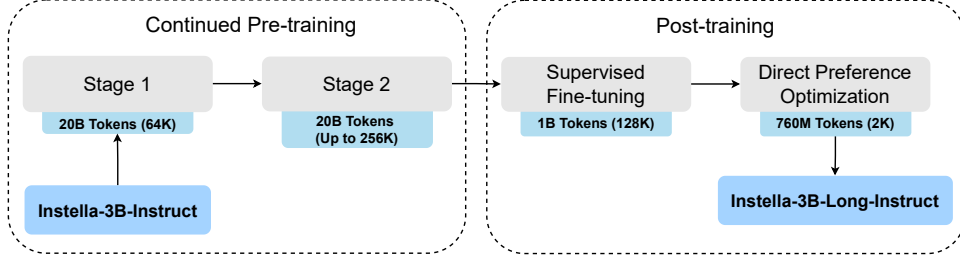 Continued Pre-training
Post-training
Stage 1
20B Tokens (64K)
Stage 2
20B Tokens
(Up to 256K)
Supervised
Fine-tuning
1B Tokens (128K)
Direct Preference
Optimization
760M Tokens (2K)
Instella-3B-Instruct
Instella-3B-Long-Instruct